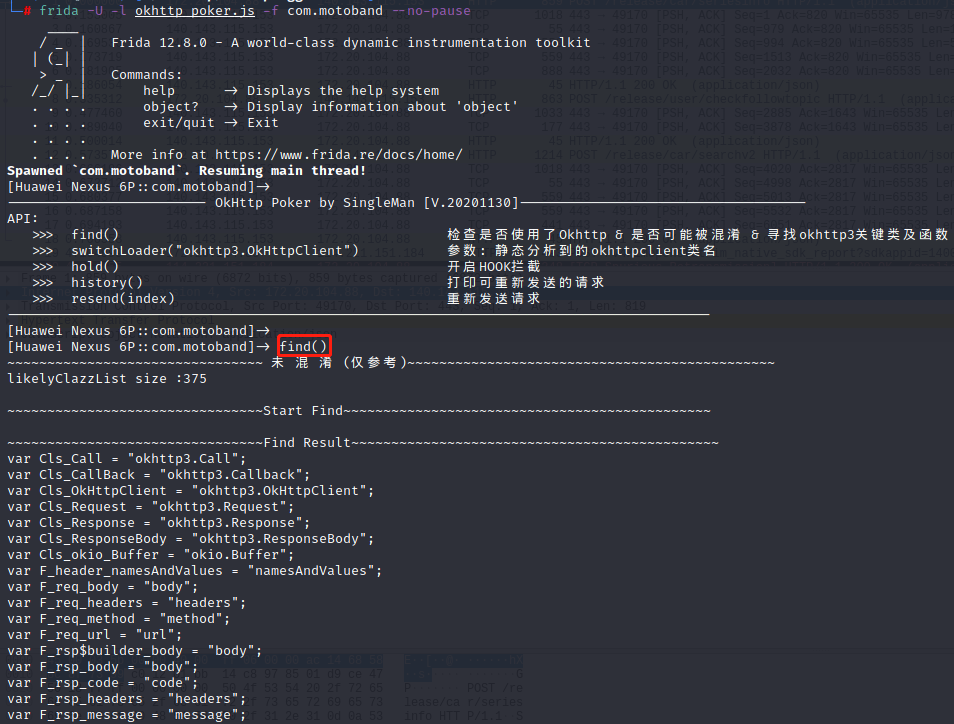 └─# frida -U -l okhttp_poker.js -f com.motoband --no-pause
     ____
    / _  |   Frida 12.8.0 - A world-class dynamic instrumentation toolkit
   | (_| |
    > _  |   Commands:
   /_/ |_|       help      -> Displays the help system
   . . . .       object?   -> Display information about 'object'
   . . . .       exit/quit -> Exit
   . . . .
   . . . .   More info at https://www.frida.re/docs/home/
Spawned `com.motoband`. Resuming main thread!
[Huawei Nexus 6P::com.motoband]->
------------------------- OkHttp Poker by SingleMan [V.20201130]------------------------------------
API:
   >>>  find()                                         检查是否使用了Okhttp & 是否可能被混淆 & 寻找okhttp3关键类及函数
   >>>  switchLoader("okhttp3.OkHttpClient")           参数: 静态分析到的okhttpclient类名
   >>>  hold()                                         开启HOOK拦截
   >>>  history()                                      打印可重新发送的请求
   >>>  resend(index)                                  重新发送请求
----------------------------------------------------------------------------------------
[Huawei Nexus 6P::com.motoband]->
[Huawei Nexus 6P::com.motoband]-> find()
~~~~~~~~~~~~~~~~~~~~~~~~~~~~~~~~ 未 混 淆 (仅参考)~~~~~~~~~~~~~~~~~~~~~~~~~~~~~~~~~~~~~~~~~~~~~~
likelyClazzList size :375
~~~~~~~~~~~~~~~~~~~~~~~~~~~~~~~~Start Find~~~~~~~~~~~~~~~~~~~~~~~~~~~~~~~~~~~~~~~~~~~~~~
~~~~~~~~~~~~~~~~~~~~~~~~~~~~~~~~Find Result~~~~~~~~~~~~~~~~~~~~~~~~~~~~~~~~~~~~~~~~~~~~~~
var Cls_Call = "okhttp3.Call";
var Cls_CallBack = "okhttp3.Callback";
var Cls_OkHttpClient = "okhttp3.OkHttpClient";
var Cls_Request = "okhttp3.Request";
var Cls_Response = "okhttp3.Response";
var Cls_ResponseBody = "okhttp3.ResponseBody";
var Cls_okio_Buffer = "okio.Buffer";
var F_header_namesAndValues = "namesAndValues";
var F_req_body = "body";
var F_req_headers = "headers";
var F_req_method = "method";
var F_req_url = "url";
var F_rsp$builder_body = "body";
var F_rsp_body = "body";
var F_rsp_code = "code";
var F_rsp_headers = "headers";
var F_rsp_message = "message";